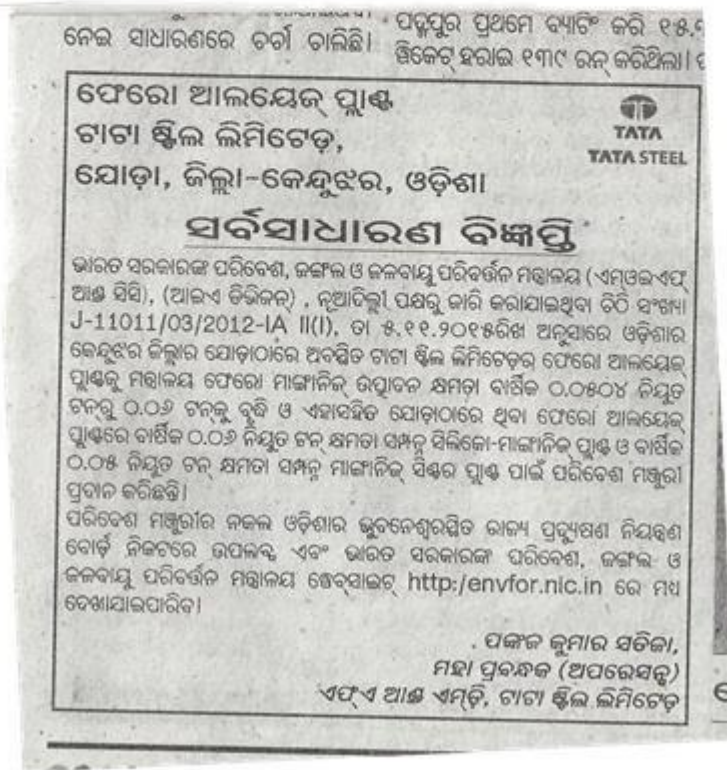 ନେଇ ସାଧାରଣରେ ଚର୍ଚା ଚାଲିଛି।
ପଦ୍ମପୁର ପ୍ରଥମେ ବ୍ୟାଟିଂ କରି ୧୫.
ୱିକେଟ୍ ହରାଇ ୧୩୯ ରନ୍ କରିଥିଲା।
ଫେରୋ ଆଲୟେଜ୍ ପ୍ଲାଣ୍ଟ
ଟାଟା ଷ୍ଟିଲ ଲିମିଟେଡ଼,
ଯୋଡ଼ା, ଜିଲ୍ଲା-କେନ୍ଦୁଝର, ଓଡ଼ିଶା
TATA
TATA STEEL
ସର୍ବସାଧାରଣ ବିଜ୍ଞପ୍ତି
ଭାରତ ସରକାରଙ୍କ ପରିବେଶ, ଜଙ୍ଗଲ ଓ ଜଳବାୟୁ ପରିବର୍ତ୍ତନ ମନ୍ତ୍ରାଳୟ (ଏମ୍ଓଇଏଫ୍
ଆଣ୍ଡ ସିସି), (ଆଇଏ ଡିଭିଜନ୍) , ନୂଆଦିଲ୍ଲୀ ପକ୍ଷରୁ ଜାରି କରାଯାଇଥିବା ଚିଠି ସଂଖ୍ୟା
J-11011/03/2012-IA II(I), ତା ୫.୧୧.୨୦୧୫ରିଖ ଅନୁସାରେ ଓଡ଼ିଶାର
କେନ୍ଦୁଝର ଜିଲ୍ଲାର ଯୋଡ଼ାଠାରେ ଅବସ୍ଥିତ ଟାଟା ଷ୍ଟିଲ ଲିମିଟେଡ଼ର ଫେରୋ ଆଲୟେଜ୍
ପ୍ଲାଣ୍ଟକୁ ମନ୍ତ୍ରାଳୟ ଫେରୋ ମାଙ୍ଗାନିଜ୍ ଉତ୍ପାଦନ କ୍ଷମତା ବାର୍ଷିକ ୦.୦୫୦୪ ନିୟୁତ
ଟନ୍‌ରୁ ୦.୦୬ ଟନ୍‌କୁ ବୃଦ୍ଧି ଓ ଏହାସହିତ ଯୋଡ଼ାଠାରେ ଥିବା ଫେରୋ ଆଲୟେଜ୍
ପ୍ଲାଣ୍ଟରେ ବାର୍ଷିକ ୦.୦୬ ନିୟୁତ ଟନ୍ କ୍ଷମତା ସମ୍ପନ୍ନ ସିଲିକୋ-ମାଙ୍ଗାନିଜ୍ ପ୍ଲାଣ୍ଟ ଓ ବାର୍ଷିକ
୦.୦୫ ନିୟୁତ ଟନ୍ କ୍ଷମତା ସମ୍ପନ୍ନ ମାଙ୍ଗାନିଜ୍ ସିଣ୍ଟର ପ୍ଲାଣ୍ଟ ପାଇଁ ପରିବେଶ ମଞ୍ଜୁରୀ
ପ୍ରଦାନ କରିଛନ୍ତି।
ପରିବେଶ ମଞ୍ଜୁରୀର ନକଲ ଓଡ଼ିଶାର ଭୁବନେଶ୍ୱରସ୍ଥିତ ରାଜ୍ୟ ପ୍ରଦୂଷଣ ନିୟନ୍ତ୍ରଣ
ବୋର୍ଡ଼ ନିକଟରେ ଉପଲବ୍ଧ ଏବଂ ଭାରତ ସରକାରଙ୍କ ପରିବେଶ, ଜଙ୍ଗଲ ଓ
ଜଳବାୟୁ ପରିବର୍ତ୍ତନ ମନ୍ତ୍ରାଳୟ ୱେବସାଇଟ୍ http:/envfor.nic.in ରେ ମଧ୍ୟ
ଦେଖାଯାଇପାରିବ।
ପଙ୍କଜ କୁମାର ସତିଜା,
ମହା ପ୍ରବନ୍ଧକ (ଅପରେସନ୍ସ)
ଏଫ୍ଏ ଆଣ୍ଡ ଏମ୍‌ଡ଼ି, ଟାଟା ଷ୍ଟିଲ ଲିମିଟେଡ଼